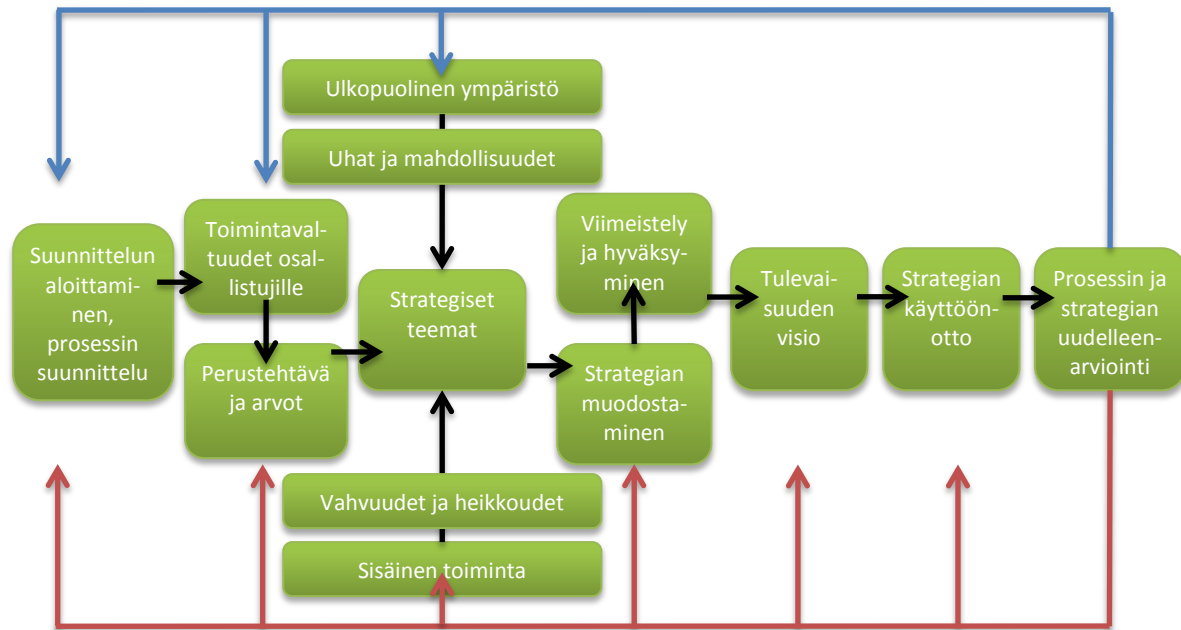 Ulkopuolinen ympäristö
Uhat ja mahdollisuudet
Suunnittelun
aloittami-
nen,
prosessin
suunnittelu
Toimintaval-
tuudet osal-
listujille
Perustehtävä
ja arvot
Strategiset
teemat
Vahvuudet ja heikkoudet
Sisäinen toiminta
Viimeistely
ja hyväksy-
minen
Strategian
muodosta-
minen
Tulevai-
suuden
visio
Strategian
käyttöön-
otto
Prosessin ja
strategian
uudelleen-
arviointi